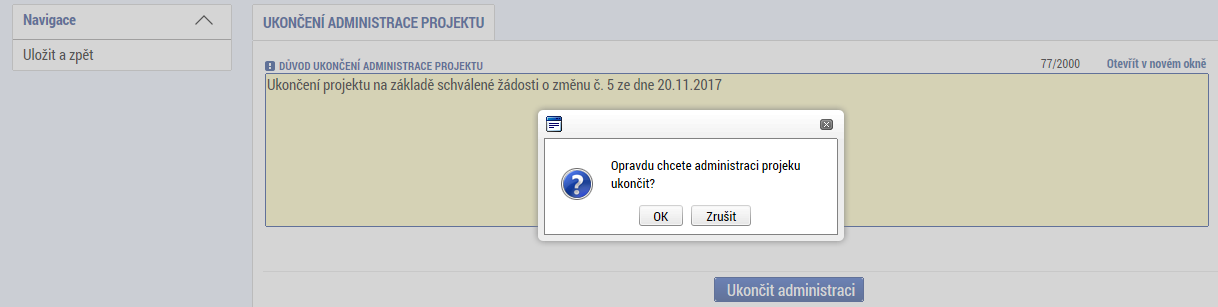 Navigace
Uložit a zpět
UKONČENÍ ADMINISTRACE PROJEKTU
DŮVOD UKONČENÍ ADMINISTRACE PROJEKTU
77/2000 Otevřít v novém okně
Ukončení projektu na základě schválené žádosti o změnu č. 5 ze dne 20.11.2017
Opravdu chcete administraci projeku
ukončit?
OK Zrušit
Ukončit administraci